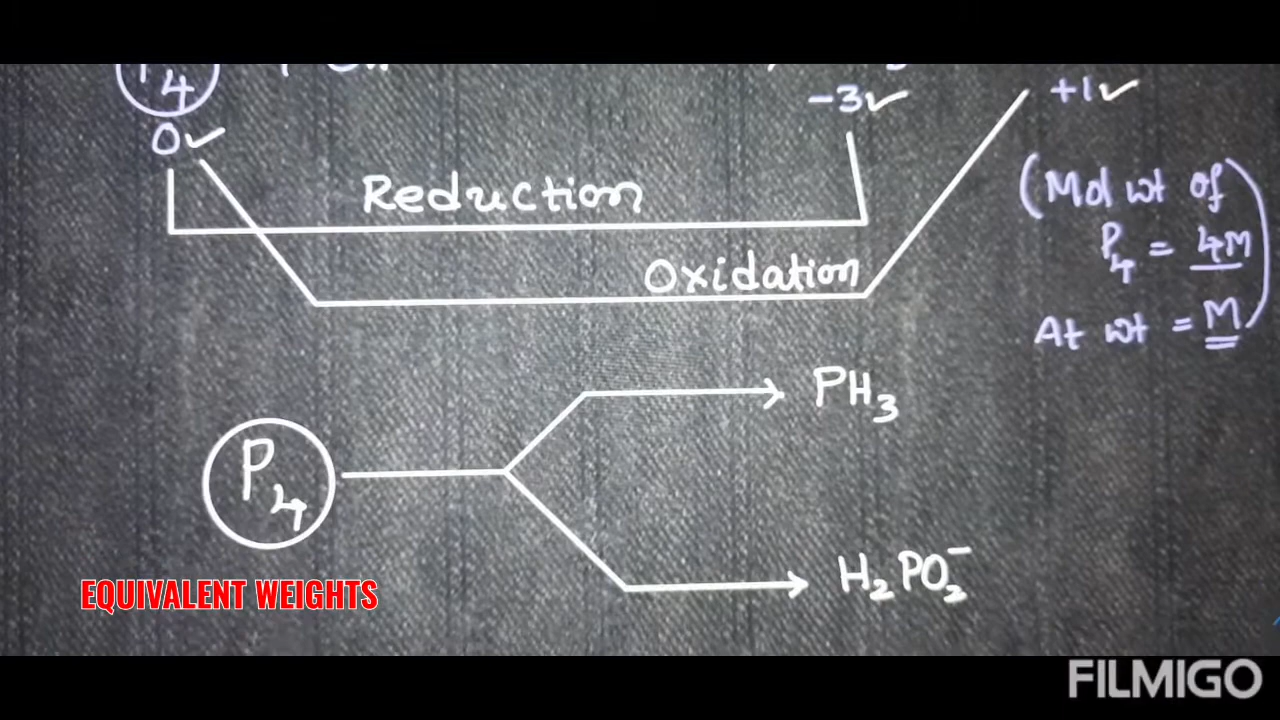 P4
-3✓ +1✓
0✓
Reduction
(Mol wt of
P4 = 4M
Oxidation
At wt = M)
PH3
P4
H2PO2-
EQUIVALENT WEIGHTS
FILMIGO